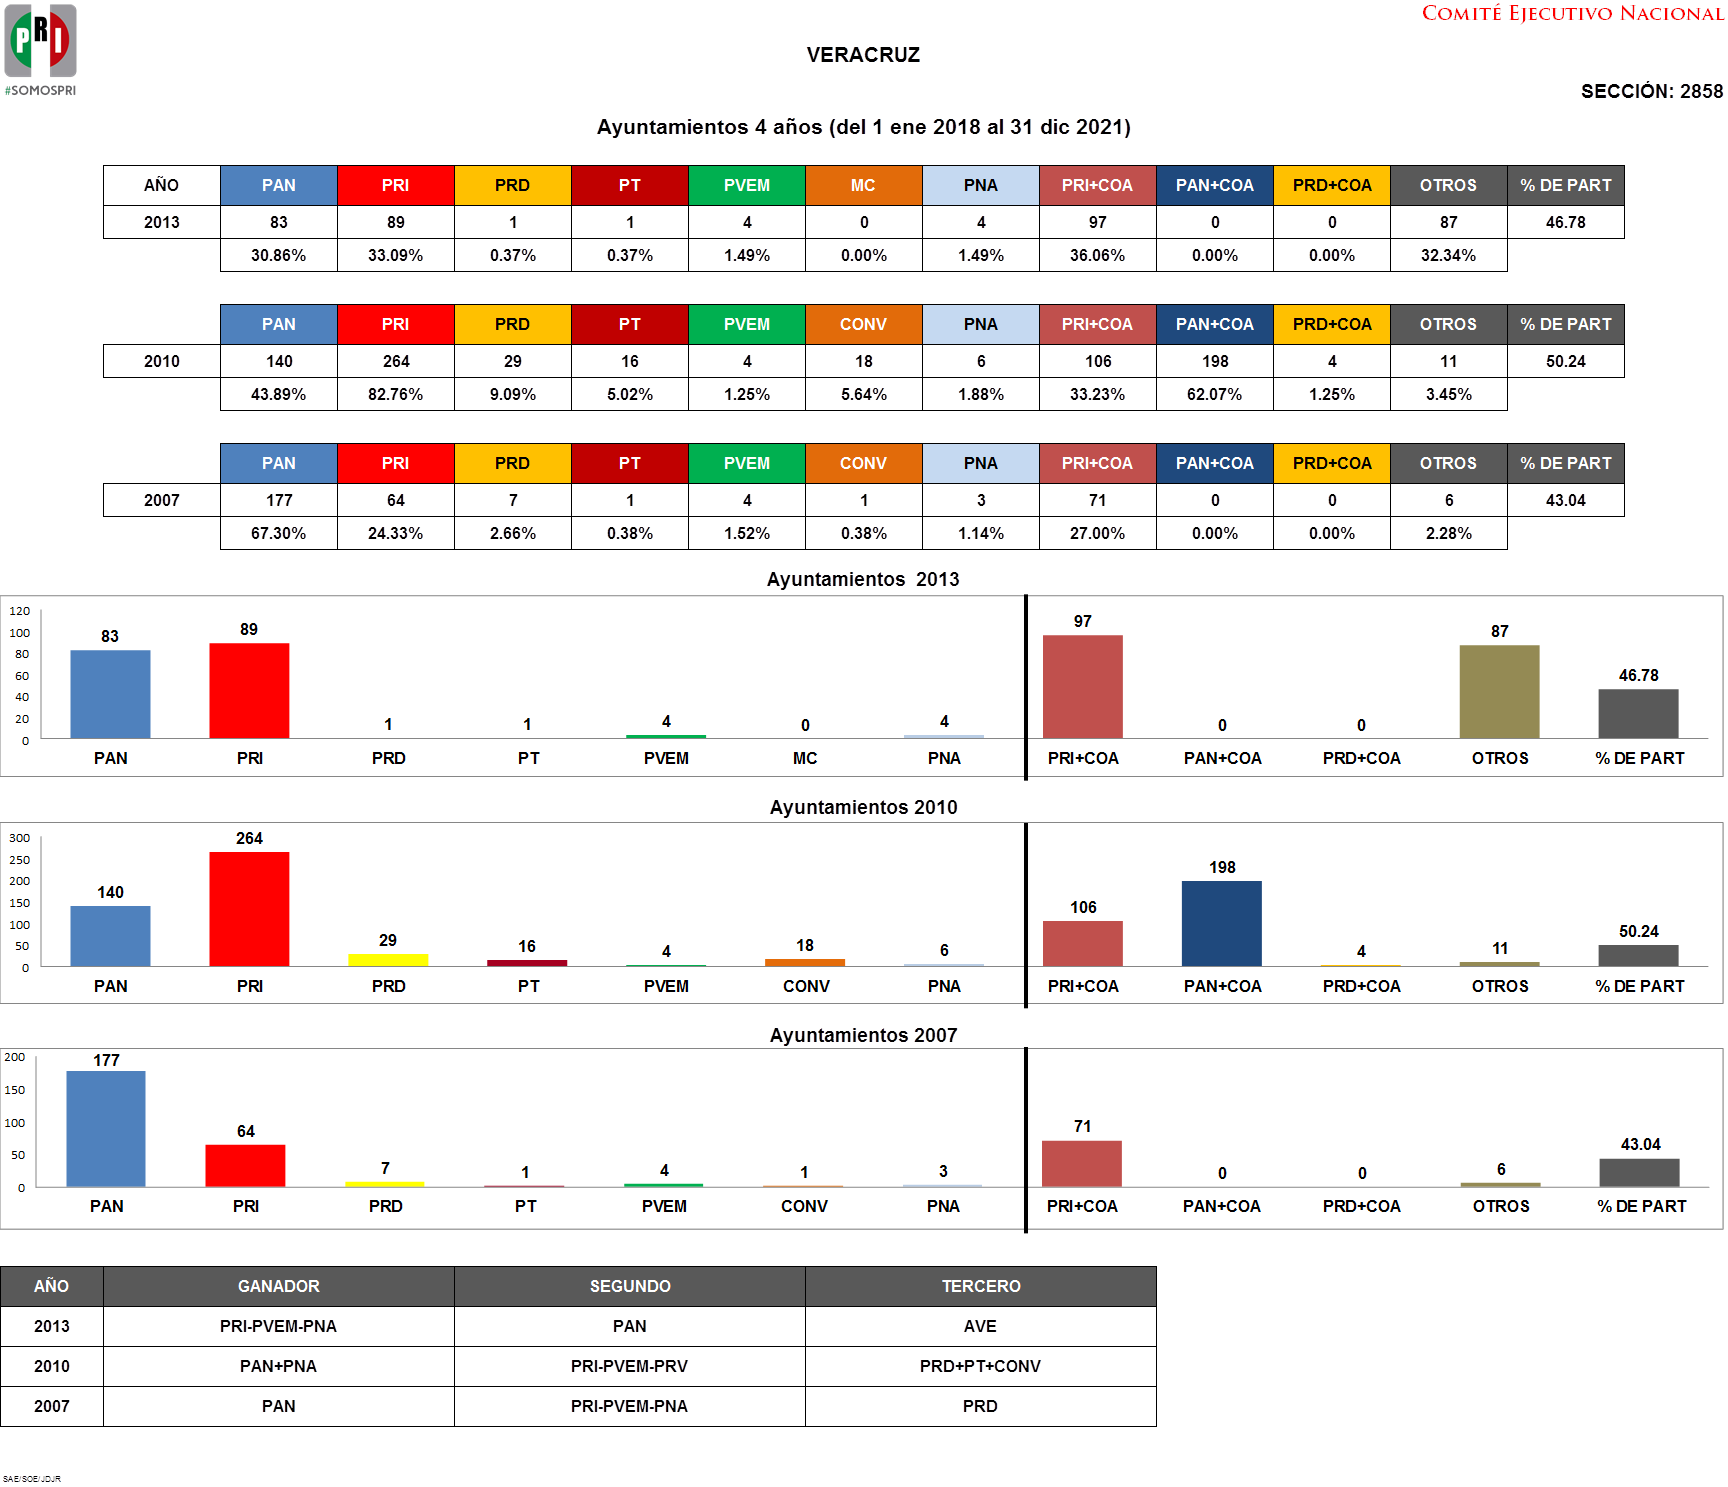 PRI
#SOMOSPRI
COMITÉ EJECUTIVO NACIONAL
VERACRUZ
SECCIÓN: 2858
Ayuntamientos 4 años (del 1 ene 2018 al 31 dic 2021)
AÑO PAN PRI PRD PT PVEM MC PNA PRI+COA PAN+COA PRD+COA OTROS % DE PART
2013 83 89 1 1 4 0 4 97 0 0 87 46.78
30.86% 33.09% 0.37% 0.37% 1.49% 0.00% 1.49% 36.06% 0.00% 0.00% 32.34%
PAN PRI PRD PT PVEM CONV PNA PRI+COA PAN+COA PRD+COA OTROS % DE PART
2010 140 264 29 16 4 18 6 106 198 4 11 50.24
43.89% 82.76% 9.09% 5.02% 1.25% 5.64% 1.88% 33.23% 62.07% 1.25% 3.45%
PAN PRI PRD PT PVEM CONV PNA PRI+COA PAN+COA PRD+COA OTROS % DE PART
2007 177 64 7 1 4 1 3 71 0 0 6 43.04
67.30% 24.33% 2.66% 0.38% 1.52% 0.38% 1.14% 27.00% 0.00% 0.00% 2.28%
Ayuntamientos 2013
120
100
80
60
40
20
0
83 89 1 1 4 0 4 97 0 0 87 46.78
PAN PRI PRD PT PVEM MC PNA PRI+COA PAN+COA PRD+COA OTROS % DE PART
Ayuntamientos 2010
300
250
200
150
100
50
0
140 264 29 16 4 18 6 106 198 4 11 50.24
PAN PRI PRD PT PVEM CONV PNA PRI+COA PAN+COA PRD+COA OTROS % DE PART
Ayuntamientos 2007
200
150
100
50
0
177 64 7 1 4 1 3 71 0 0 6 43.04
PAN PRI PRD PT PVEM CONV PNA PRI+COA PAN+COA PRD+COA OTROS % DE PART
AÑO GANADOR SEGUNDO TERCERO
2013 PRI-PVEM-PNA PAN AVE
2010 PAN+PNA PRI-PVEM-PRV PRD+PT+CONV
2007 PAN PRI-PVEM-PNA PRD
SAE/SOE/JDJR